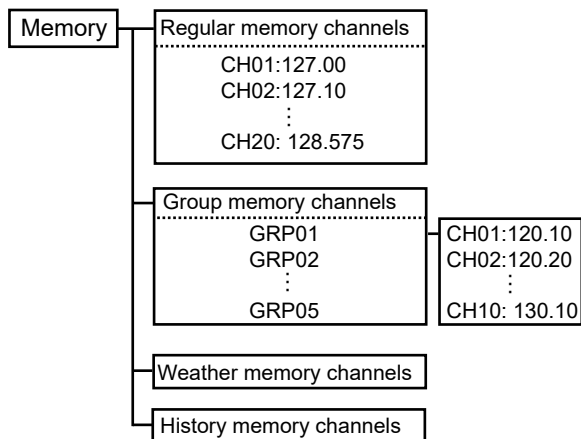 Memory
Regular memory channels
CH01:127.00
CH02:127.10
⋮
CH20: 128.575
Group memory channels
GRP01
GRP02
⋮
GRP05
CH01:120.10
CH02:120.20
⋮
CH10: 130.10
Weather memory channels
History memory channels